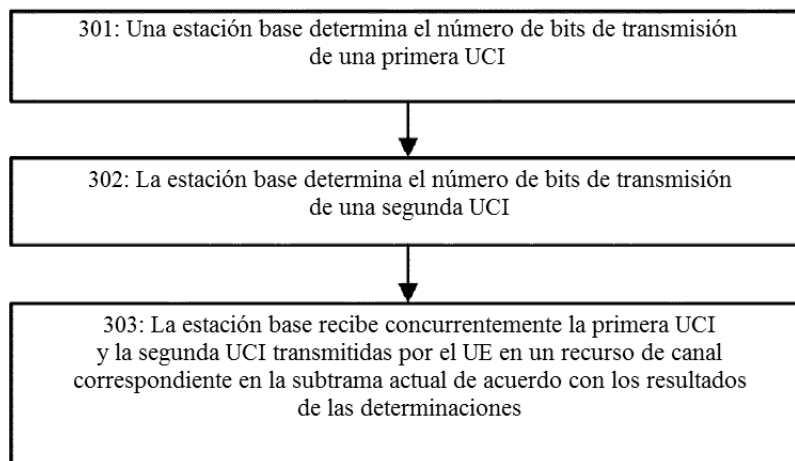 301: Una estación base determina el número de bits de transmisión
de una primera UCI
302: La estación base determina el número de bits de transmisión
de una segunda UCI
303: La estación base recibe concurrentemente la primera UCI
y la segunda UCI transmitidas por el UE en un recurso de canal
correspondiente en la subtrama actual de acuerdo con los resultados
de las determinaciones